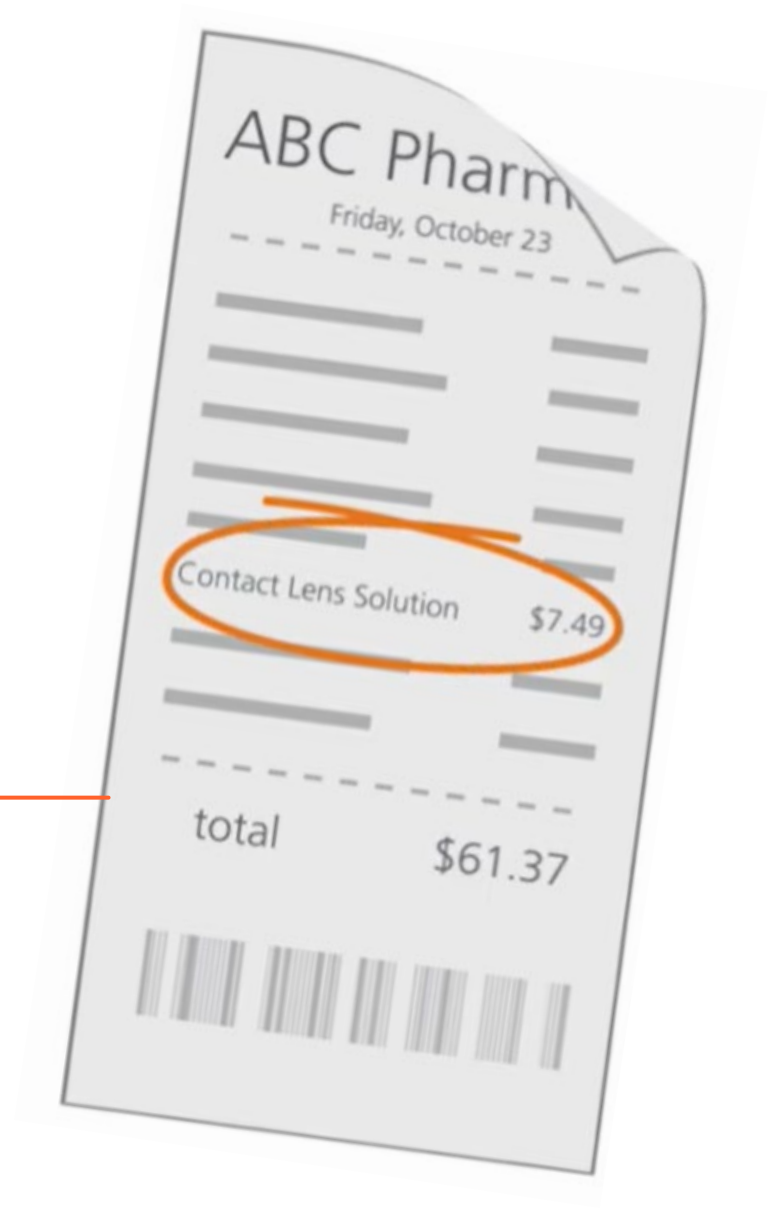 ABC Pharm
Friday, October 23
Contact Lens Solution $7.49
total $61.37